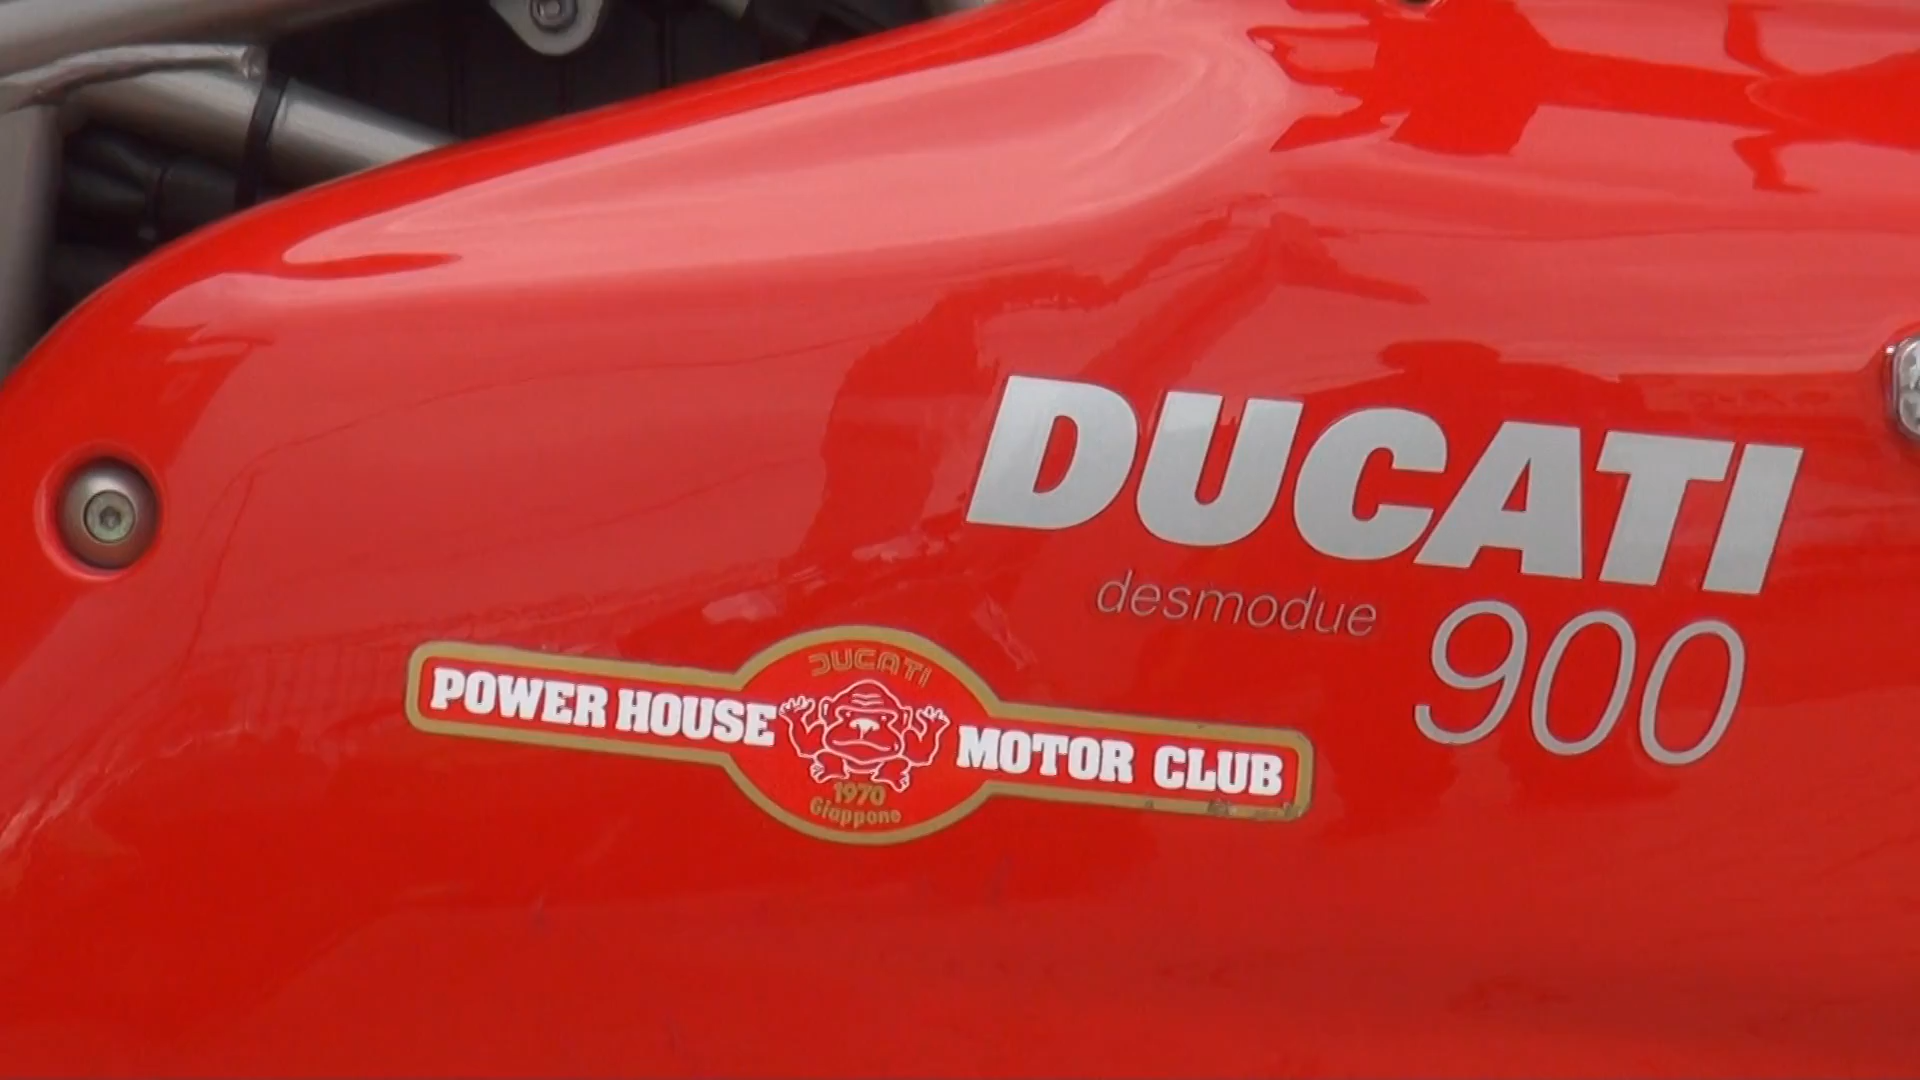 DUCATI
desmodue
900
DUCATI
POWER HOUSE MOTOR CLUB
1970
Giappone